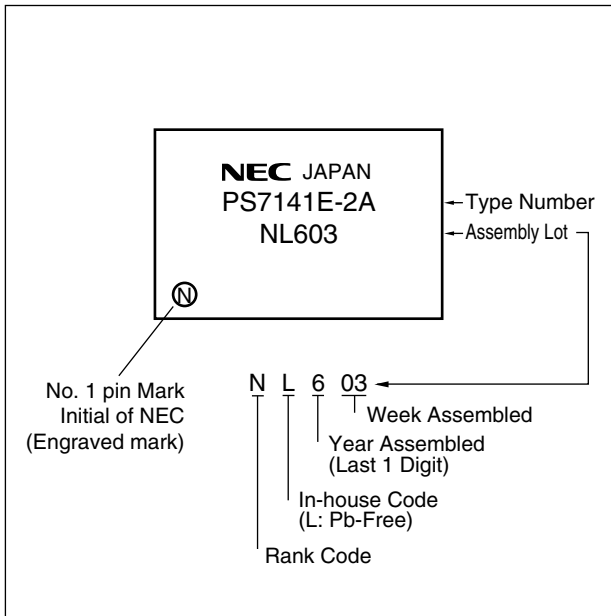 NEC JAPAN
PS7141E-2A
NL603
Type Number
Assembly Lot
N
No. 1 pin Mark
Initial of NEC
(Engraved mark)
N L 6 03
Week Assembled
Year Assembled
(Last 1 Digit)
In-house Code
(L: Pb-Free)
Rank Code